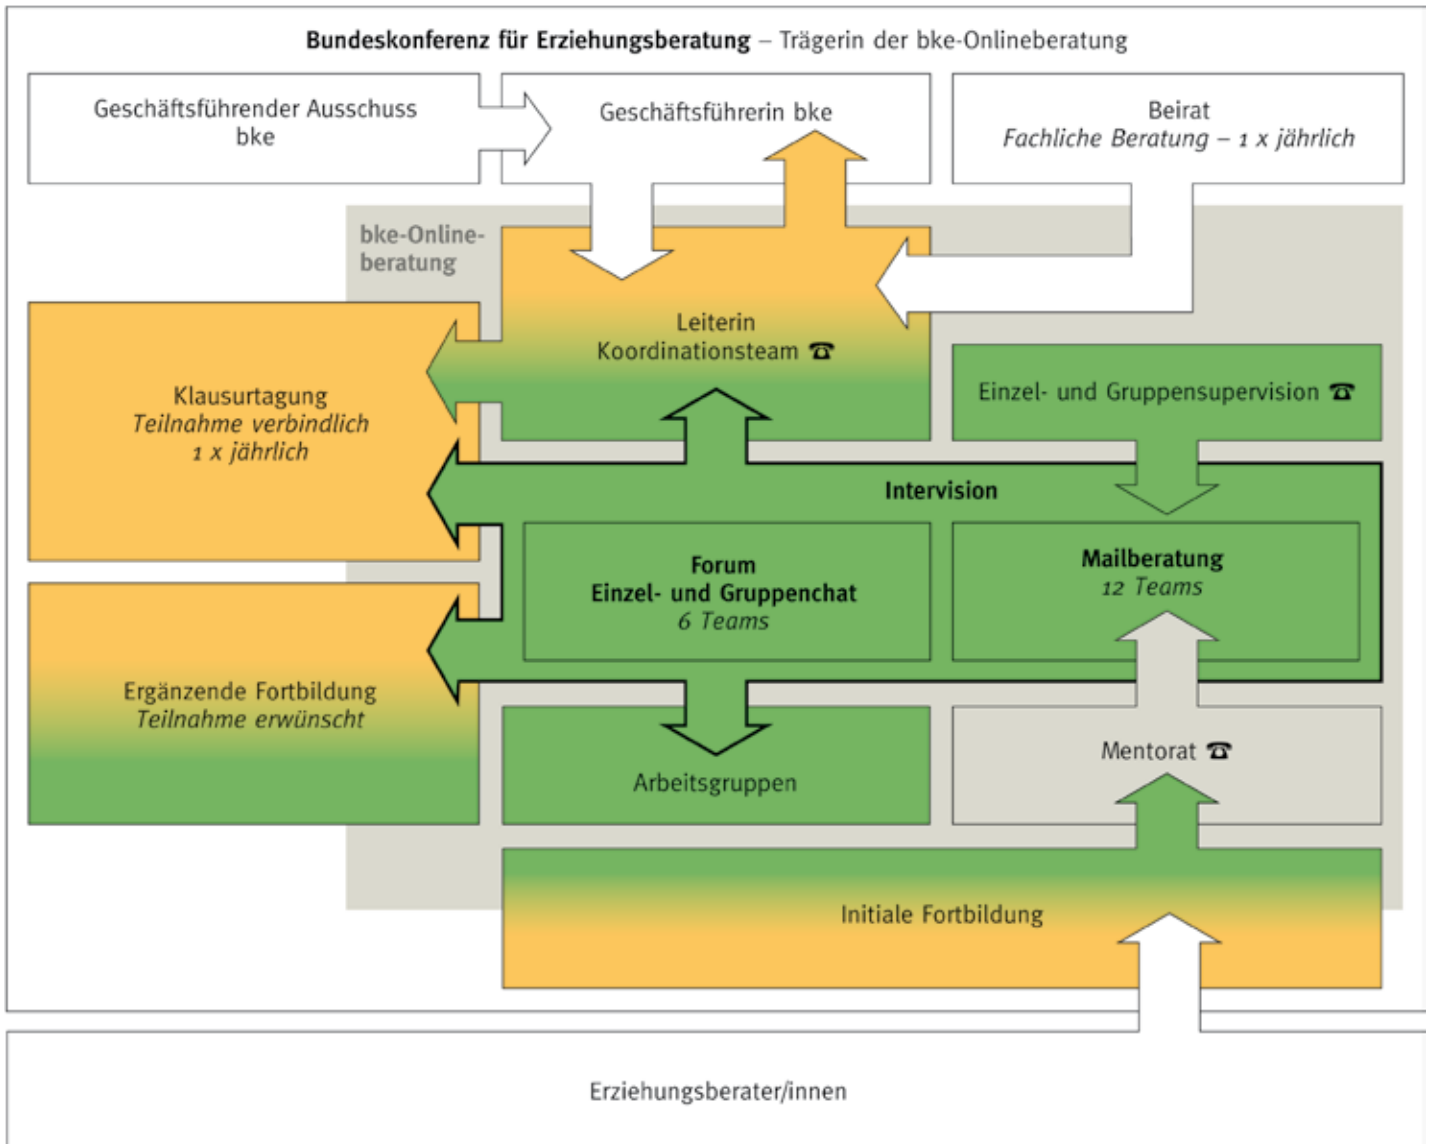 Bundeskonferenz für Erziehungsberatung – Trägerin der bke-Onlineberatung
Geschäftsführender Ausschuss
bke
Geschäftsführerin bke
Beirat
Fachliche Beratung – 1 x jährlich
bke-Online-
beratung
Leiterin
Koordinationsteam ☎
Klausurtagung
Teilnahme verbindlich
1 x jährlich
Einzel- und Gruppensupervision ☎
Intervision
Forum
Einzel- und Gruppenchat
6 Teams
Mailberatung
12 Teams
Ergänzende Fortbildung
Teilnahme erwünscht
Arbeitsgruppen
Mentorat ☎
Initiale Fortbildung
Erziehungsberater/innen